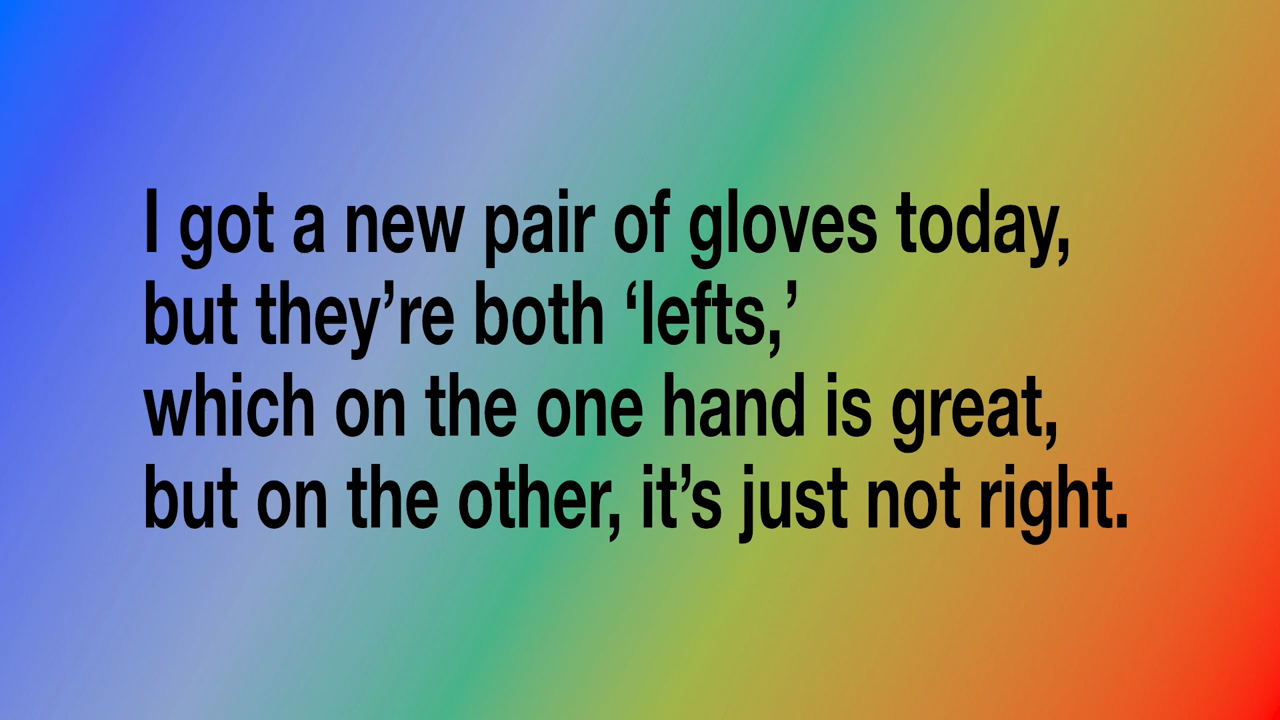 I got a new pair of gloves today,
but they’re both ‘lefts,’
which on the one hand is great,
but on the other, it’s just not right.